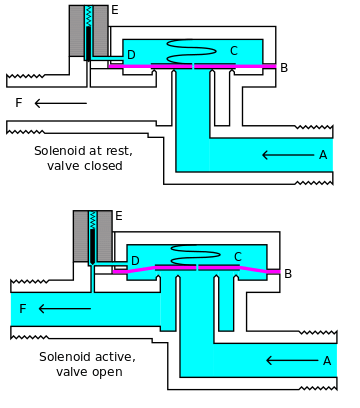 E
C
D
B
F
A
Solenoid at rest,
valve closed
E
C
D
B
F
A
Solenoid active,
valve open